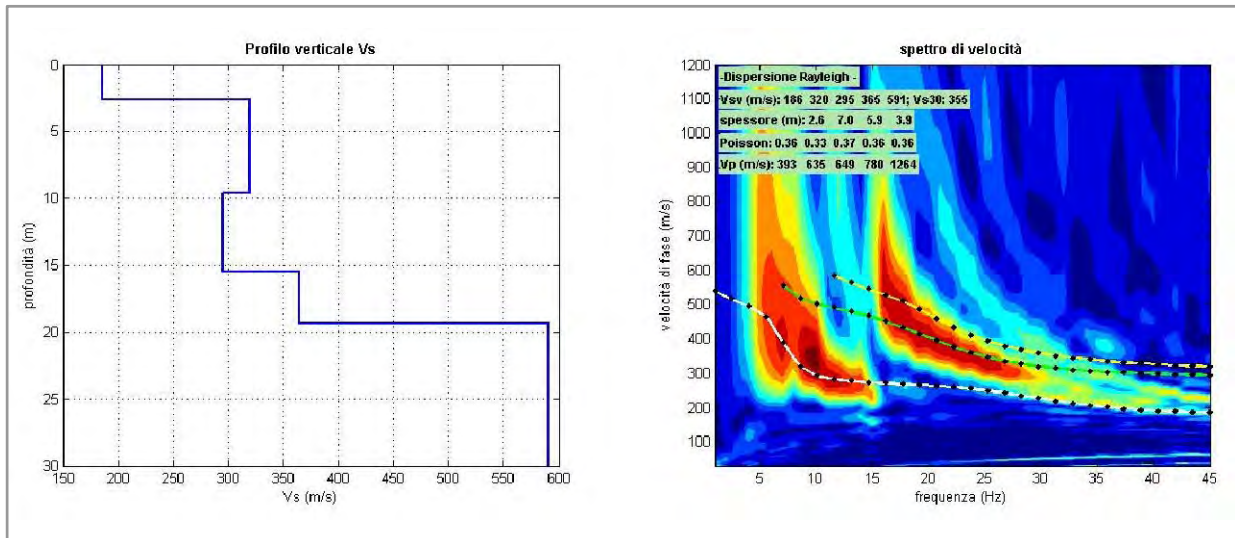 Profilo verticale Vs
0
5
10
15
20
25
30
profondità (m)
150 200 250 300 350 400 450 500 550 600
Vs (m/s)
spettro di velocità
-Dispersione Rayleigh -
Vsv (m/s): 186 320 295 365 591; Vs30: 355
spessore (m): 2.6 7.0 5.9 3.9
Poisson: 0.36 0.33 0.37 0.36 0.36
Vp (m/s): 393 635 649 780 1264
1200
1100
1000
900
800
700
600
500
400
300
200
100
velocità di fase (m/s)
5 10 15 20 25 30 35 40 45
frequenza (Hz)